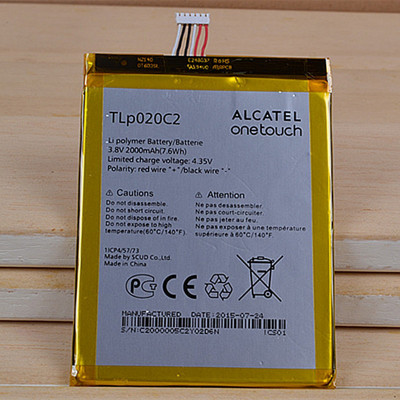 TLp020C2
ALCATEL
onetouch
Li polymer Battery/Batterie
3.8V 2000mAh(7.6Wh)
Limited charge voltage: 4.35V
Polarity: red wire "+"/black wire "-"
Cautions/Avertissement
Do not disassemble.
Do not short circuit.
Do not dispose of in fire.
Do not expose to high
temperature(60°C/140°F).
Ne pas desassembler.
Ne pas court-circuiter.
Ne pas jeter au feu.
Ne pas exposer à une température
supérieure à 60°C/140°F.
1ICP4/57/73
Made by SCUD Co.,Ltd.
Made in China
MANUFACTURED DATE:2015-07-24
S/N:C2000005C2Y02D6N
ICS01